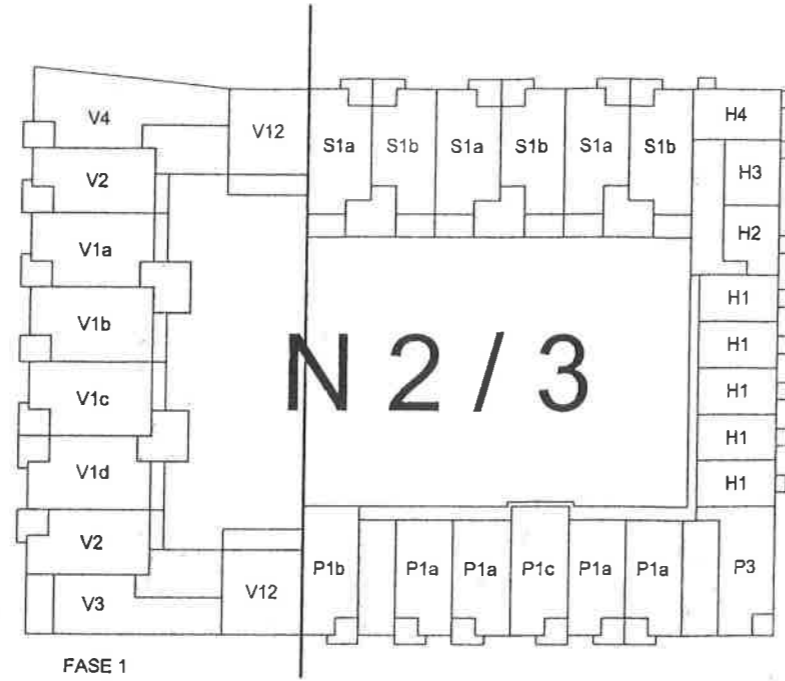 V4
V12
S1a
S1b
S1a
S1b
S1a
S1b
H4
V2
H3
V1a
H2
V1b
H1
N 2 / 3
H1
V1c
H1
V1d
H1
V2
H1
V3
V12
P1b
P1a
P1a
P1c
P1a
P1a
P3
FASE 1